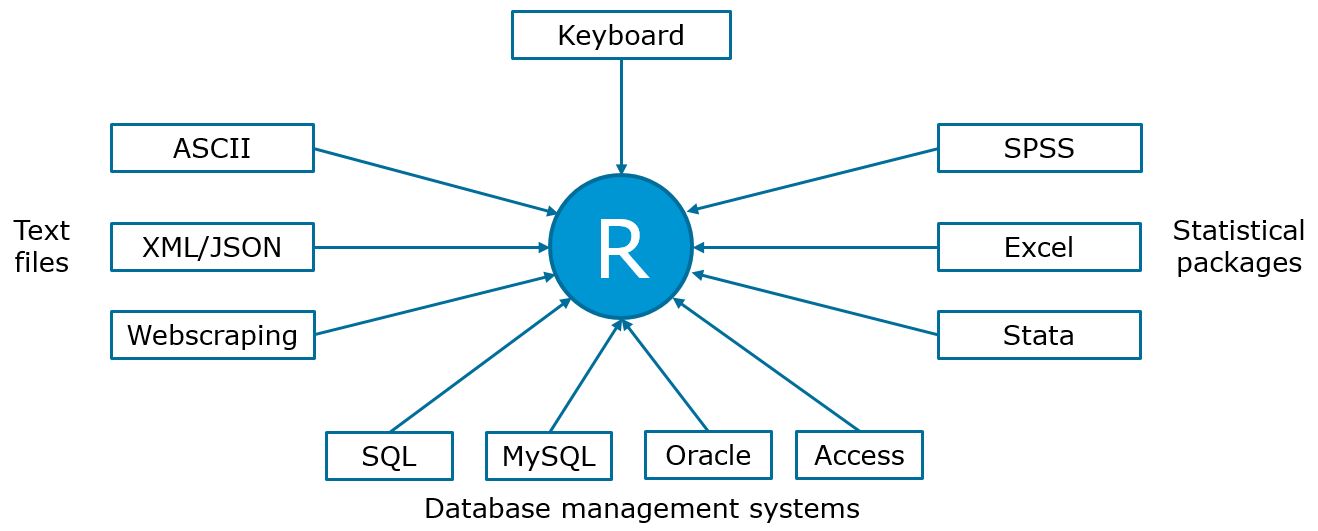 Keyboard
ASCII
SPSS
Text
files
XML/JSON
R
Excel
Statistical
packages
Webscraping
Stata
SQL
MySQL
Oracle
Access
Database management systems